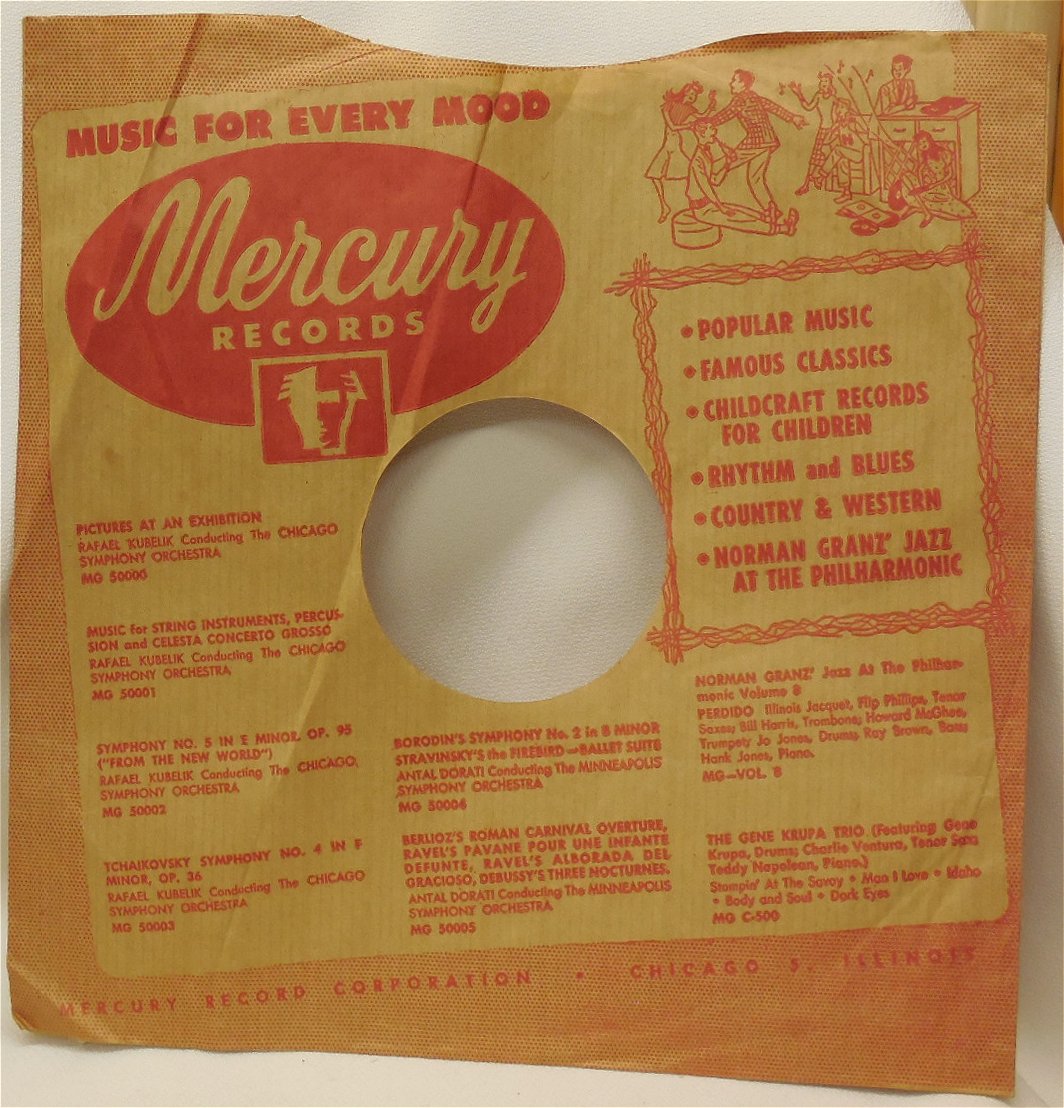 MUSIC FOR EVERY MOOD
Mercury
RECORDS
• POPULAR MUSIC
• FAMOUS CLASSICS
• CHILDCRAFT RECORDS
FOR CHILDREN
• RHYTHM and BLUES
• COUNTRY & WESTERN
• NORMAN GRANZ' JAZZ
AT THE PHILHARMONIC
PICTURES AT AN EXHIBITION
RAFAEL KUBELIK Conducting The CHICAGO
SYMPHONY ORCHESTRA
MG 50000
MUSIC for STRING INSTRUMENTS, PERCUS-
SION and CELESTA CONCERTO GROSSO
RAFAEL KUBELIK Conducting The CHICAGO
SYMPHONY ORCHESTRA
MG 50001
SYMPHONY NO. 5 IN E MINOR, OP. 95
("FROM THE NEW WORLD")
RAFAEL KUBELIK Conducting The CHICAGO
SYMPHONY ORCHESTRA
MG 50002
TCHAIKOVSKY SYMPHONY NO. 4 IN F
MINOR, OP. 36
RAFAEL KUBELIK Conducting The CHICAGO
SYMPHONY ORCHESTRA
MG 50003
BORODIN'S SYMPHONY No. 2 in B MINOR
STRAVINSKY'S the FIREBIRD—BALLET SUITE
ANTAL DORATI Conducting The MINNEAPOLIS
SYMPHONY ORCHESTRA
MG 50004
BERLIOZ'S ROMAN CARNIVAL OVERTURE,
RAVEL'S PAVANE POUR UNE INFANTE
DEFUNTE, RAVEL'S ALBORADA DEL
GRACIOSO, DEBUSSY'S THREE NOCTURNES.
ANTAL DORATI Conducting The MINNEAPOLIS
SYMPHONY ORCHESTRA
MG 50005
NORMAN GRANZ' Jazz At The Philhar-
monic Volume 8
PERDIDO Illinois Jacquet, Flip Phillips, Tenor
Saxes; Bill Harris, Trombone; Howard McGhee,
Trumpet; Jo Jones, Drums; Ray Brown, Bass;
Hank Jones, Piano.
MG—VOL. 8
THE GENE KRUPA TRIO (Featuring Gene
Krupa, Drums; Charlie Ventura, Tenor Sax;
Teddy Napolean, Piano.)
Stompin' At The Savoy • Man I Love • Idaho
• Body and Soul • Dark Eyes
MG C-500
MERCURY RECORD CORPORATION • CHICAGO 5, ILLINOIS